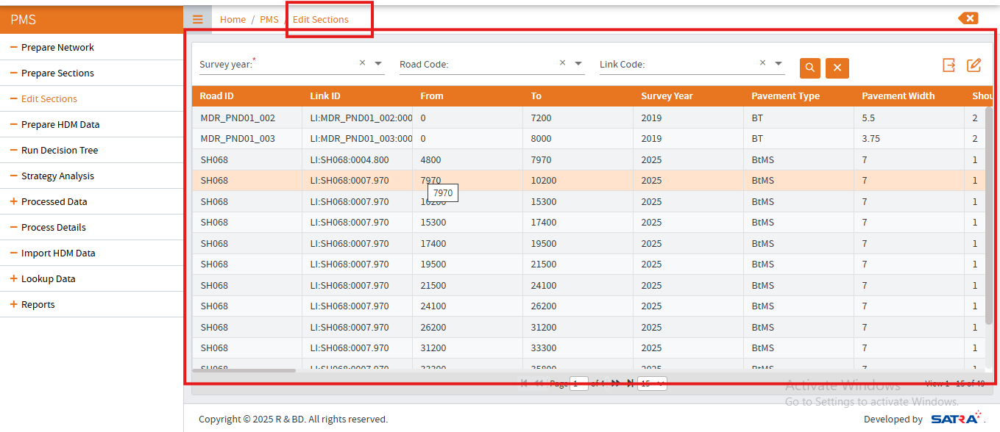 PMS
Home / PMS / Edit Sections
Prepare Network
Prepare Sections
Edit Sections
Prepare HDM Data
Run Decision Tree
Strategy Analysis
Processed Data
Process Details
Import HDM Data
Lookup Data
Reports
Survey year:* Road Code: Link Code:
Road ID Link ID From To Survey Year Pavement Type Pavement Width Shou
MDR_PND01_002 LI:MDR_PND01_002:000 0 7200 2019 BT 5.5 2
MDR_PND01_003 LI:MDR_PND01_003:000 0 8000 2019 BT 3.75 2
SH068 LI:SH068:0004.800 4800 7970 2025 BtMS 7 1
SH068 LI:SH068:0007.970 7970 10200 2025 BtMS 7 1
7970
SH068 LI:SH068:0007.970 10200 15300 2025 BtMS 7 1
SH068 LI:SH068:0007.970 15300 17400 2025 BtMS 7 1
SH068 LI:SH068:0007.970 17400 19500 2025 BtMS 7 1
SH068 LI:SH068:0007.970 19500 21500 2025 BtMS 7 1
SH068 LI:SH068:0007.970 21500 24100 2025 BtMS 7 1
SH068 LI:SH068:0007.970 24100 26200 2025 BtMS 7 1
SH068 LI:SH068:0007.970 26200 31200 2025 BtMS 7 1
SH068 LI:SH068:0007.970 31200 33300 2025 BtMS 7 1
SH068 LI:SH068:0007.970 33300 35800 2025 BtMS 7 1
Page 1 of 4 15 View 1 - 15 of 49
Activate Windows
Go to Settings to activate Windows.
Copyright © 2025 R & BD. All rights reserved. Developed by SATRA